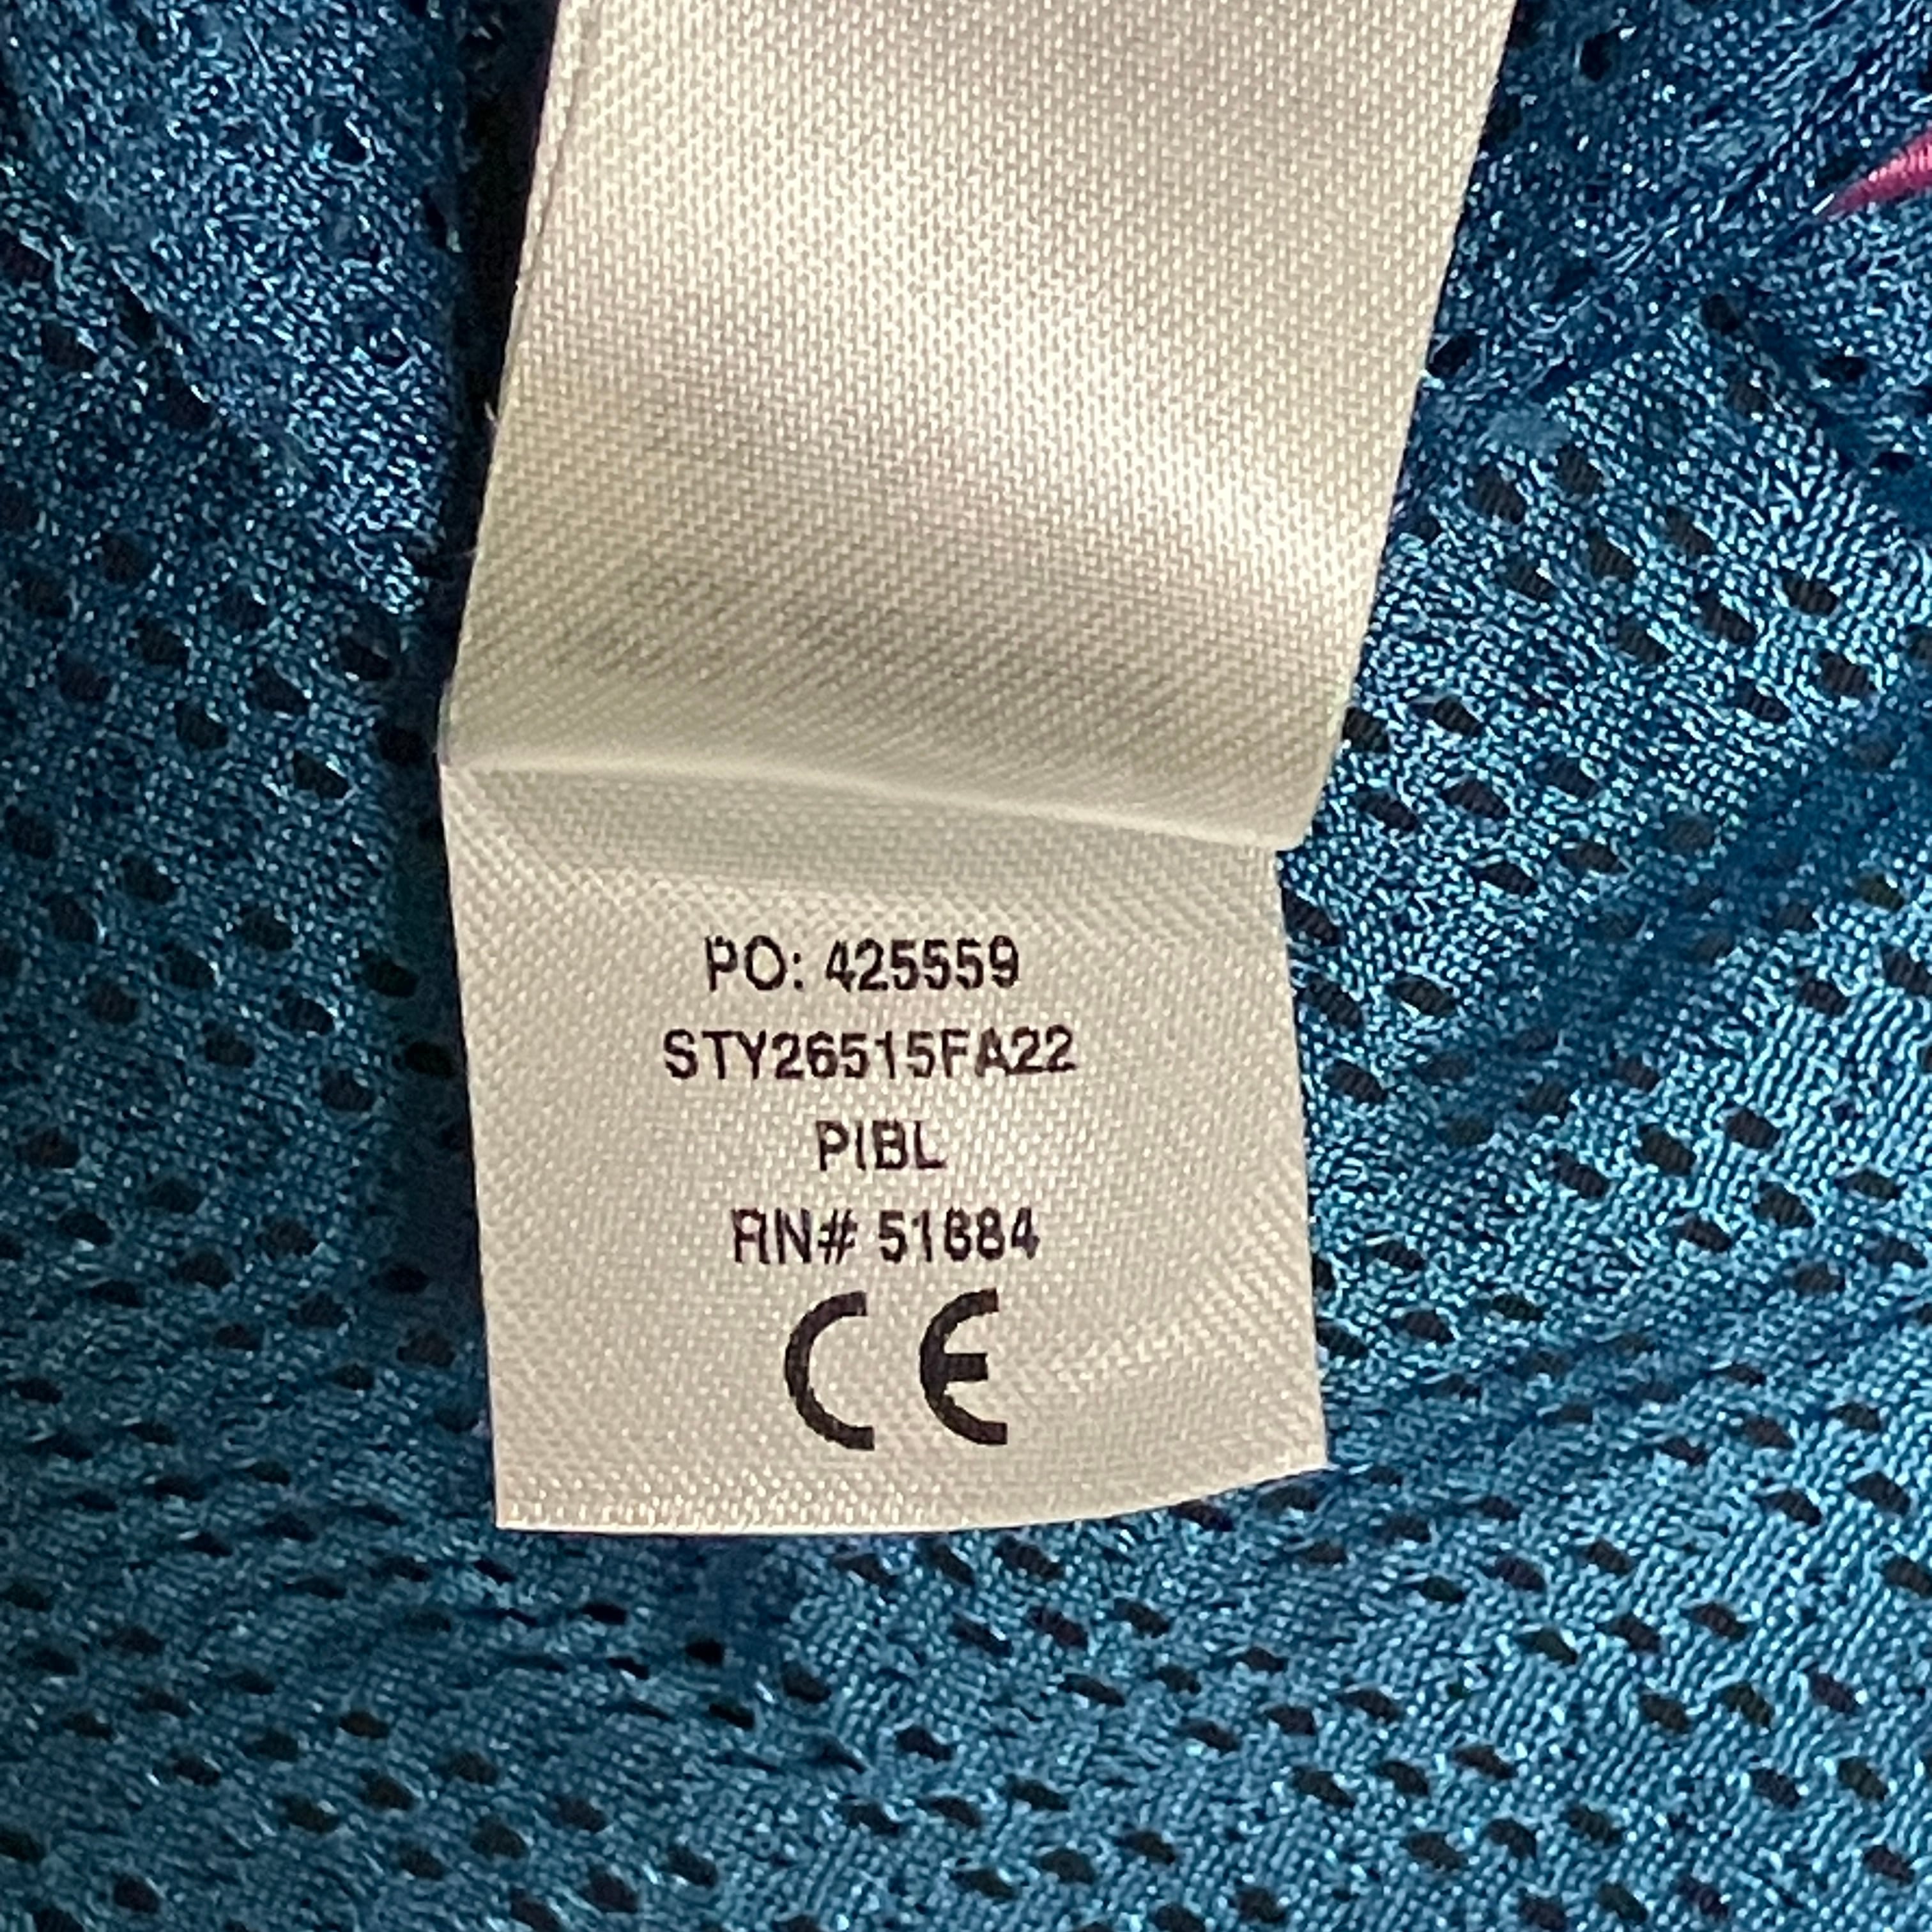 PO: 425559
STY26515FA22
PIBL
RN# 51884
CE